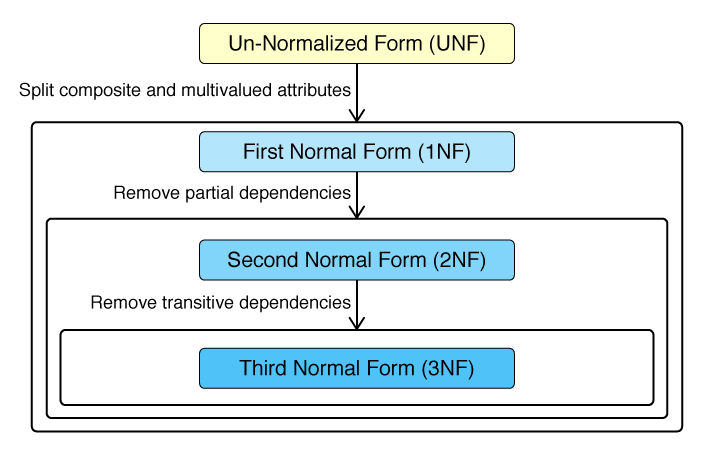 Un-Normalized Form (UNF)
Split composite and multivalued attributes
First Normal Form (1NF)
Remove partial dependencies
Second Normal Form (2NF)
Remove transitive dependencies
Third Normal Form (3NF)